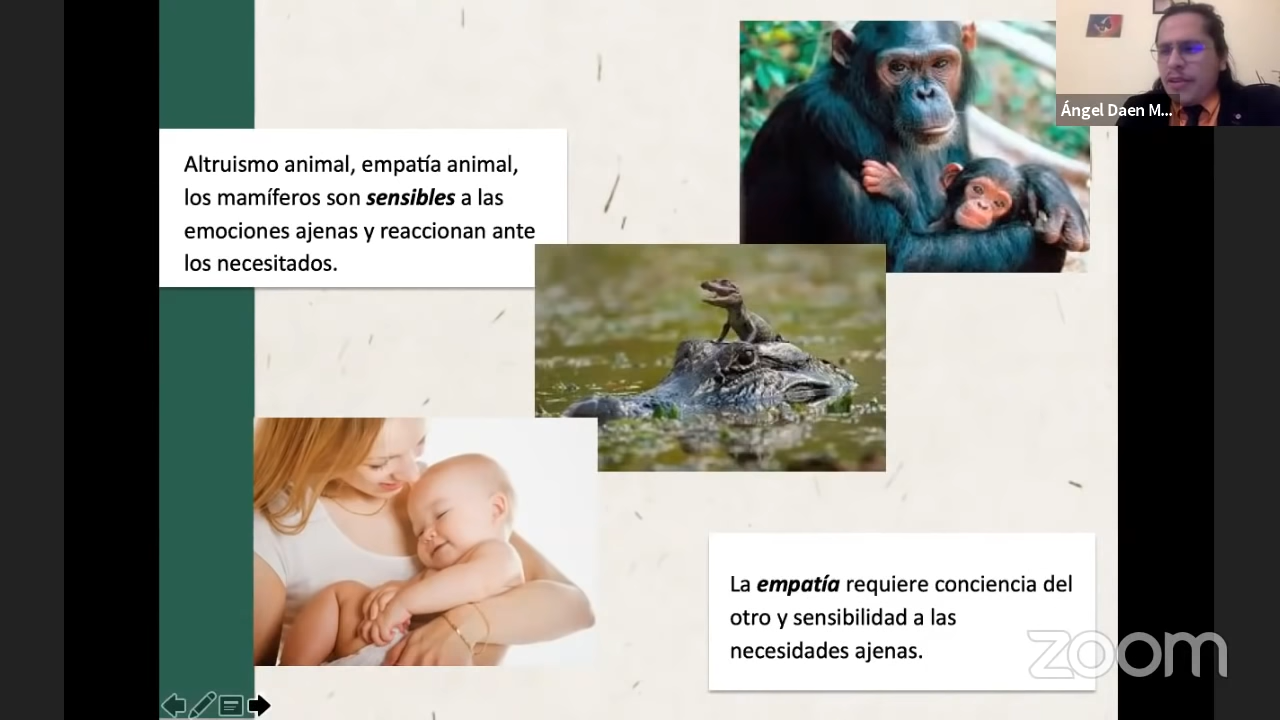 Ángel Daen M...
Altruismo animal, empatía animal,
los mamíferos son sensibles a las
emociones ajenas y reaccionan ante
los necesitados.
La empatía requiere conciencia del
otro y sensibilidad a las
necesidades ajenas.
zoom